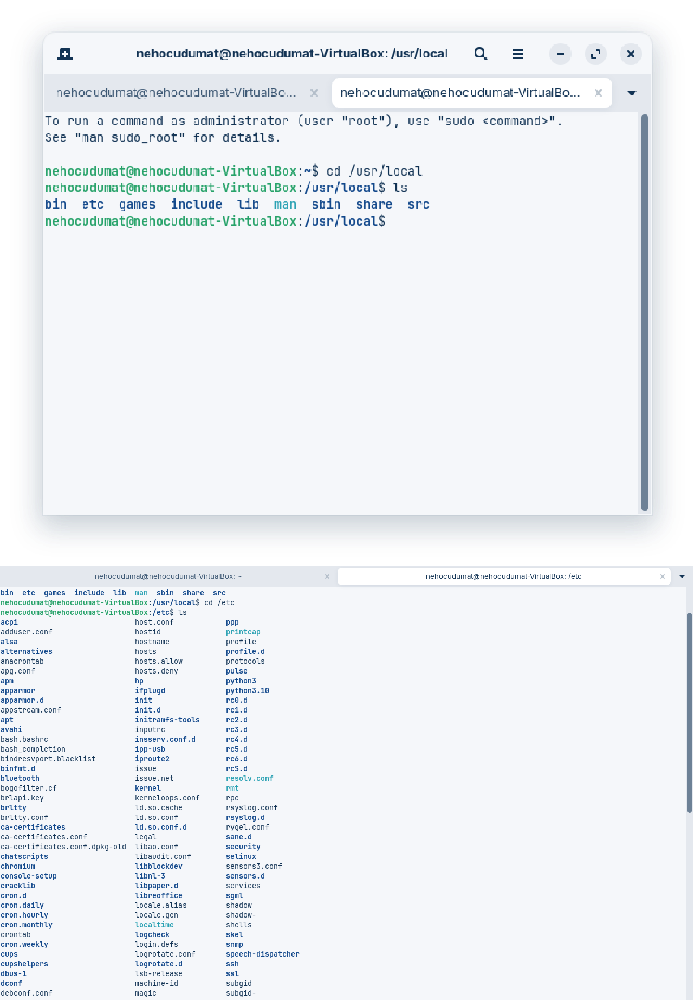 nehocudumat@nehocudumat-VirtualBox: /usr/local
nehocudumat@nehocudumat-VirtualBo... nehocudumat@nehocudumat-VirtualBo...
To run a command as administrator (user "root"), use "sudo <command>".
See "man sudo_root" for details.
nehocudumat@nehocudumat-VirtualBox:~$ cd /usr/local
nehocudumat@nehocudumat-VirtualBox:/usr/local$ ls
bin etc games include lib man sbin share src
nehocudumat@nehocudumat-VirtualBox:/usr/local$
nehocudumat@nehocudumat-VirtualBox: ~ nehocudumat@nehocudumat-VirtualBox: /etc
bin etc games include lib man sbin share src
nehocudumat@nehocudumat-VirtualBox:/usr/local$ cd /etc
nehocudumat@nehocudumat-VirtualBox:/etc$ ls
acpi host.conf ppp
adduser.conf hostid printcap
alsa hostname profile
alternatives hosts profile.d
anacrontab hosts.allow protocols
apg.conf hosts.deny pulse
apm hp python3
apparmor ifplugd python3.10
apparmor.d init rc0.d
appstream.conf init.d rc1.d
apt initramfs-tools rc2.d
avahi inputrc rc3.d
bash.bashrc insserv.conf.d rc4.d
bash_completion ipp-usb rc5.d
bindresvport.blacklist iproute2 rc6.d
binfmt.d issue rcS.d
bluetooth issue.net resolv.conf
bogofilter.cf kernel rmt
brlapi.key kerneloops.conf rpc
brltty ld.so.cache rsyslog.conf
brltty.conf ld.so.conf rsyslog.d
ca-certificates ld.so.conf.d rygel.conf
ca-certificates.conf legal sane.d
ca-certificates.conf.dpkg-old libao.conf security
chatscripts libaudit.conf selinux
chromium libblockdev sensors3.conf
console-setup libnl-3 sensors.d
cracklib libpaper.d services
cron.d libreoffice sgml
cron.daily locale.alias shadow
cron.hourly locale.gen shadow-
cron.monthly localtime shells
crontab logcheck skel
cron.weekly login.defs snmp
cups logrotate.conf speech-dispatcher
cupshelpers logrotate.d ssh
dbus-1 lsb-release ssl
dconf machine-id subgid
debconf.conf magic subgid-